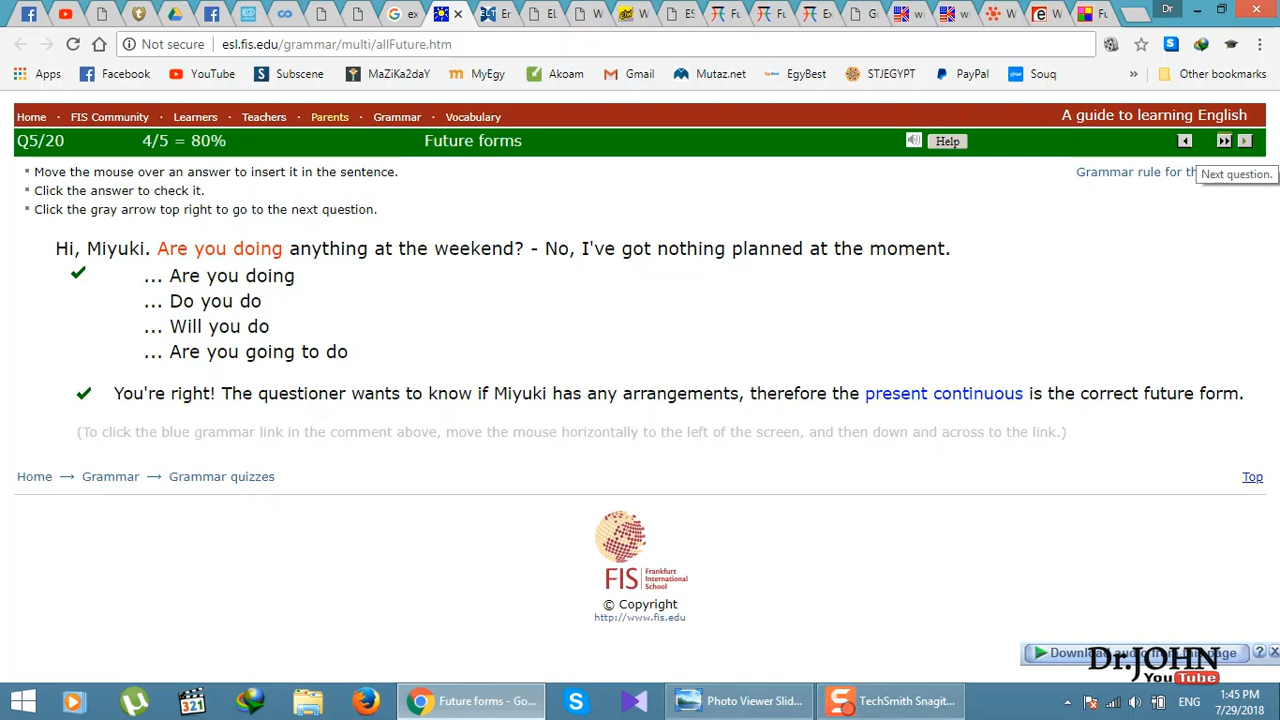 Dr
Not secure | esl.fis.edu/grammar/multi/allFuture.htm
Apps Facebook YouTube Subscene MaZiKa2daY MyEgy Akoam Gmail Mutaz.net EgyBest STJEGYPT PayPal Souq » Other bookmarks
Home · FIS Community · Learners · Teachers · Parents · Grammar · Vocabulary A guide to learning English
Q5/20 4/5 = 80% Future forms Help
Move the mouse over an answer to insert it in the sentence. Grammar rule for
Next question.
Click the answer to check it.
Click the gray arrow top right to go to the next question.
Hi, Miyuki. Are you doing anything at the weekend? - No, I've got nothing planned at the moment.
... Are you doing
... Do you do
... Will you do
... Are you going to do
You're right! The questioner wants to know if Miyuki has any arrangements, therefore the present continuous is the correct future form.
(To click the blue grammar link in the comment above, move the mouse horizontally to the left of the screen, and then down and across to the link.)
Home → Grammar → Grammar quizzes Top
FIS Frankfurt International School
© Copyright
http://www.fis.edu
Download audio from this page ?
Dr.JOHN
YouTube
321 Future forms - Go... Photo Viewer Slid... TechSmith Snagit... ENG 1:45 PM
7/29/2018